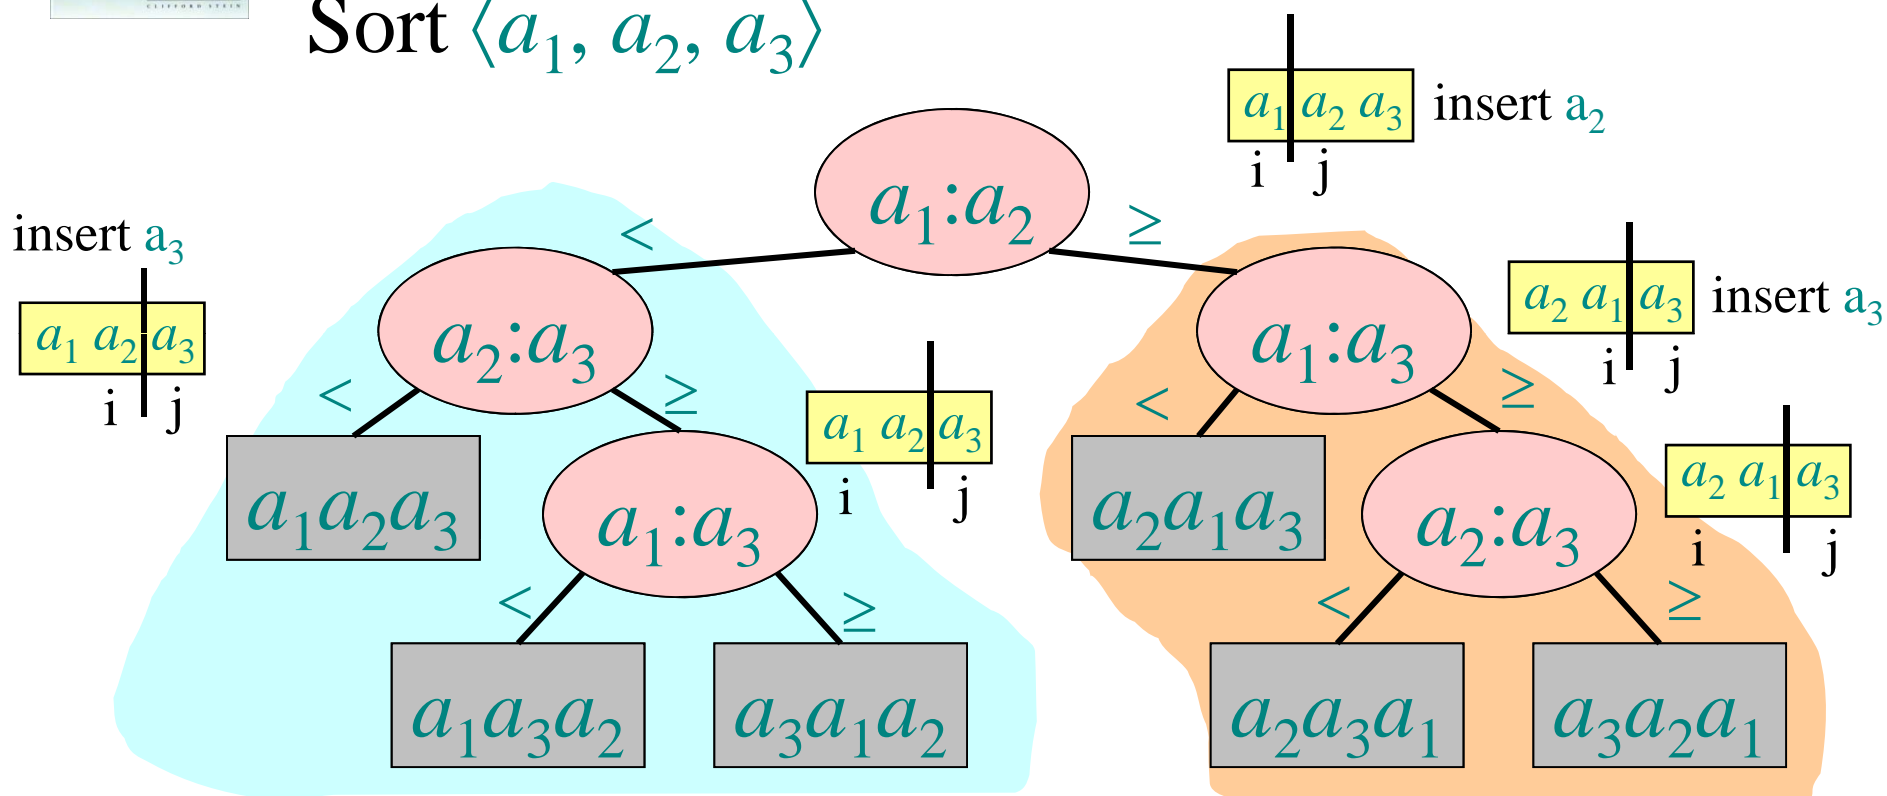 CLIFFORD STEIN
Sort ⟨a₁, a₂, a₃⟩
a₁ a₂ a₃ insert a₂
i j
a₁:a₂
< ≥
insert a₃
a₁ a₂ a₃
i j
a₂:a₃
< ≥
a₂ a₁ a₃ insert a₃
i j
a₁:a₃
< ≥
a₁ a₂ a₃
i j
a₂ a₁ a₃
i j
a₁a₂a₃
a₁:a₃
< ≥
a₂a₁a₃
a₂:a₃
< ≥
a₁a₃a₂
a₃a₁a₂
a₂a₃a₁
a₃a₂a₁